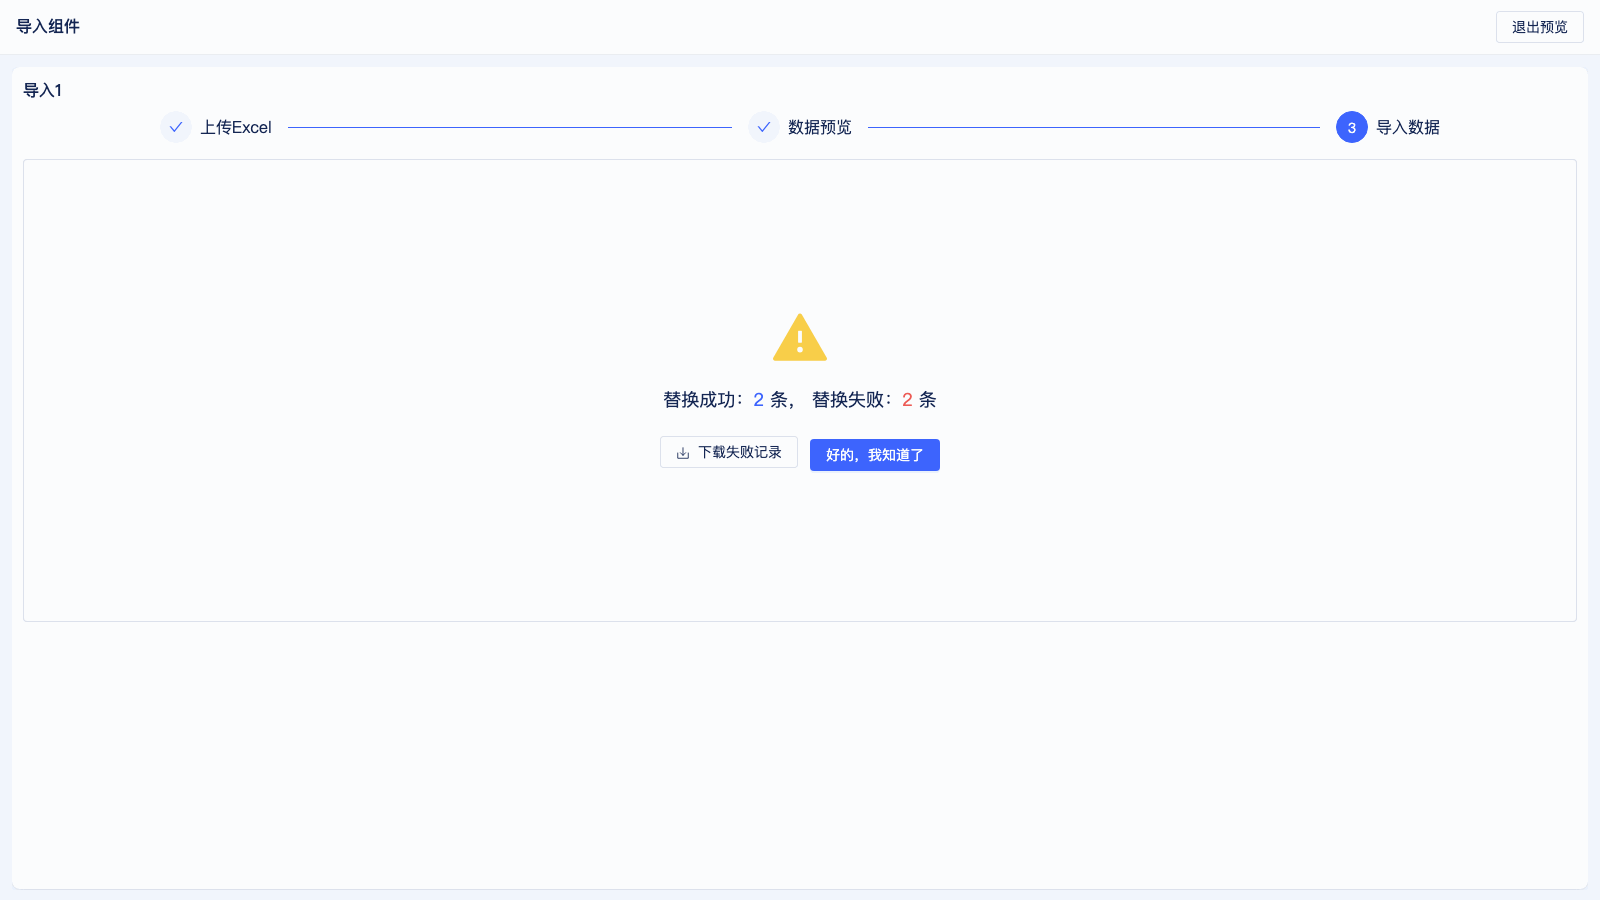 导入组件
退出预览
导入1
上传Excel
数据预览
3 导入数据
替换成功：2 条， 替换失败：2 条
下载失败记录
好的，我知道了